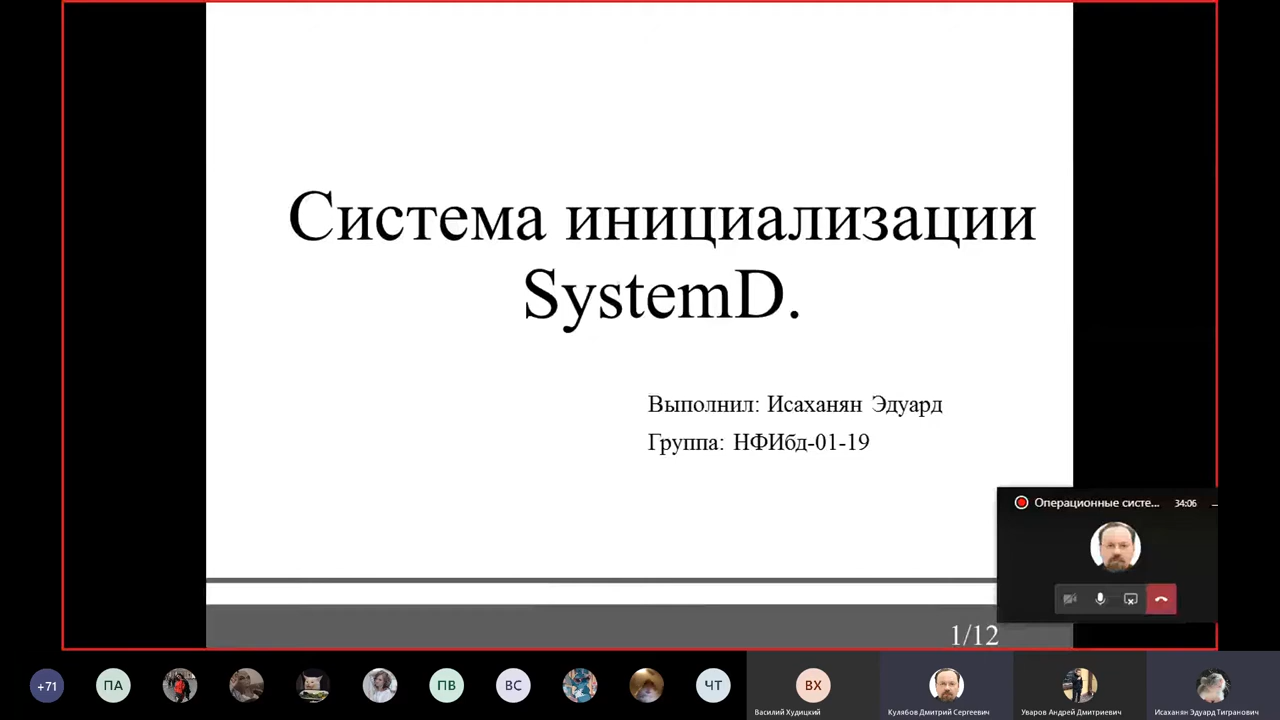 Система инициализации
SystemD.
Выполнил: Исаханян Эдуард
Группа: НФИбд-01-19
Операционные систе...
34:06
1/12
+71
ПА
ПВ
ВС
ЧТ
ВХ
Василий Худицкий
Кулябов Дмитрий Сергеевич
Уваров Андрей Дмитриевич
Исаханян Эдуард Тигранович